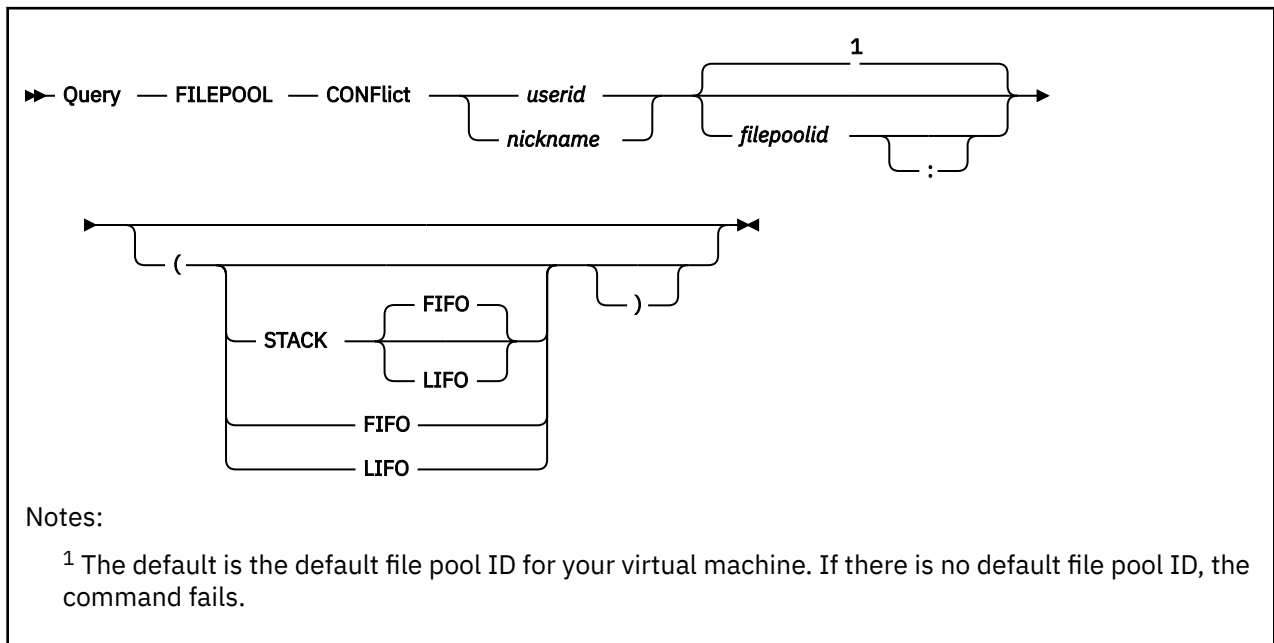 1
Query FILEPOOL CONFlict userid
nickname filepoolid
:
(
FIFO
)
STACK
LIFO
FIFO
LIFO
Notes:
1 The default is the default file pool ID for your virtual machine. If there is no default file pool ID, the
command fails.